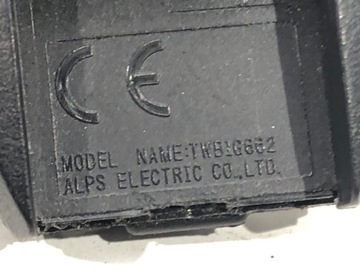 CE
MODEL NAME:TWB1G662
ALPS ELECTRIC CO.,LTD.